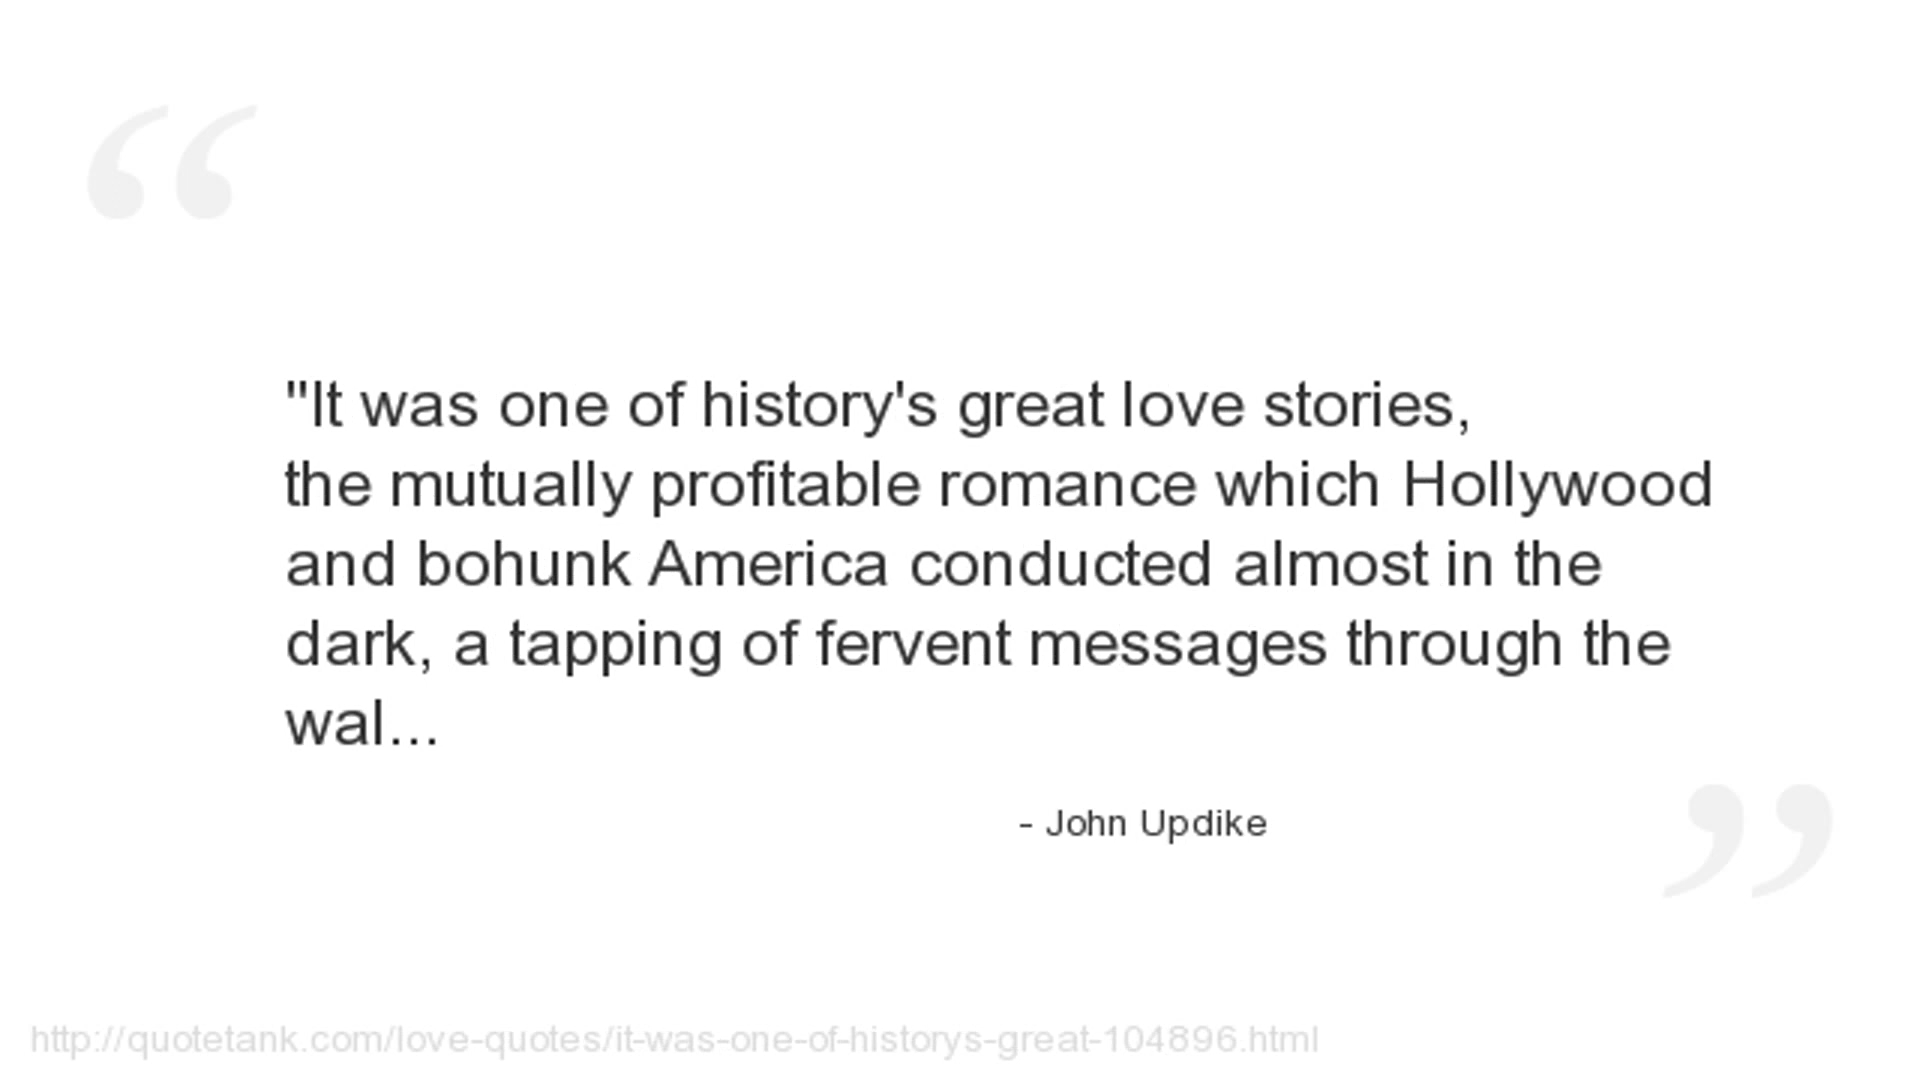 "It was one of history's great love stories,
the mutually profitable romance which Hollywood
and bohunk America conducted almost in the
dark, a tapping of fervent messages through the
wal...
- John Updike
http://quotetank.com/love-quotes/it-was-one-of-historys-great-104896.html